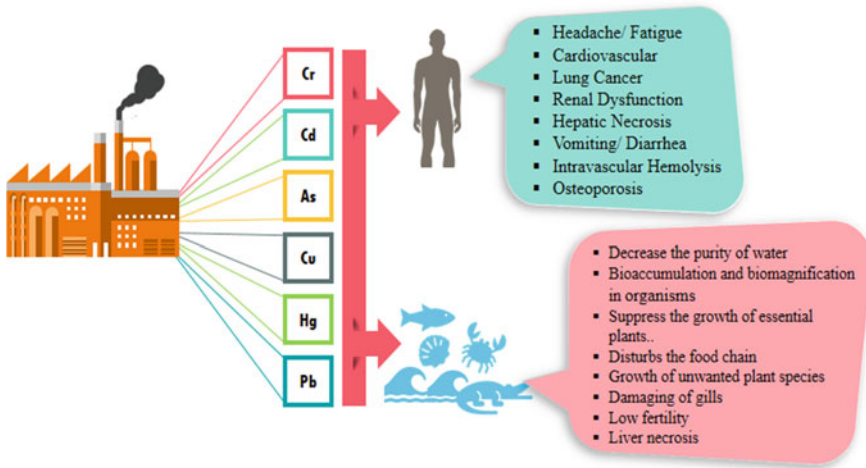 Cr
Cd
As
Cu
Hg
Pb
▪ Headache/ Fatigue
▪ Cardiovascular
▪ Lung Cancer
▪ Renal Dysfunction
▪ Hepatic Necrosis
▪ Vomiting/ Diarrhea
▪ Intravascular Hemolysis
▪ Osteoporosis
▪ Decrease the purity of water
▪ Bioaccumulation and biomagnification
in organisms
▪ Suppress the growth of essential
plants..
▪ Disturbs the food chain
▪ Growth of unwanted plant species
▪ Damaging of gills
▪ Low fertility
▪ Liver necrosis